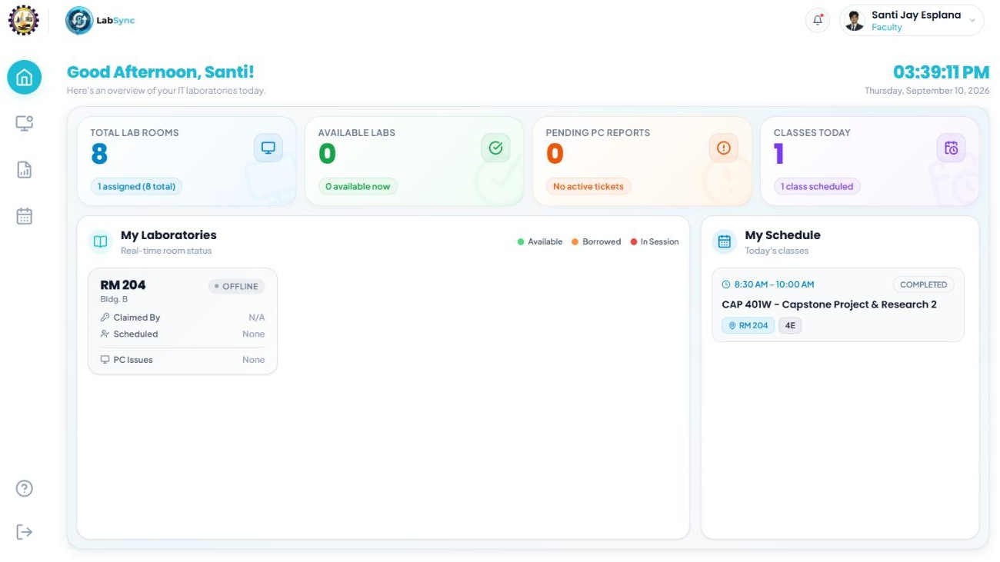 LabSync
Santi Jay Esplana
Faculty
Good Afternoon, Santi!
Here's an overview of your IT laboratories today.
03:39:11 PM
Thursday, September 10, 2026
TOTAL LAB ROOMS
8
1 assigned (8 total)
AVAILABLE LABS
0
0 available now
PENDING PC REPORTS
0
No active tickets
CLASSES TODAY
1
1 class scheduled
My Laboratories
Real-time room status
Available
Borrowed
In Session
RM 204
OFFLINE
Bldg. B
Claimed By N/A
Scheduled None
PC Issues None
My Schedule
Today's classes
8:30 AM – 10:00 AM
COMPLETED
CAP 401W - Capstone Project & Research 2
RM 204
4E